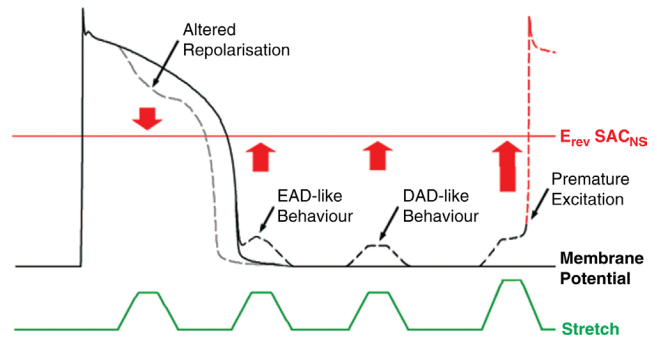 Altered
Repolarisation
E_rev SAC_NS
EAD-like
Behaviour
DAD-like
Behaviour
Premature
Excitation
Membrane
Potential
Stretch